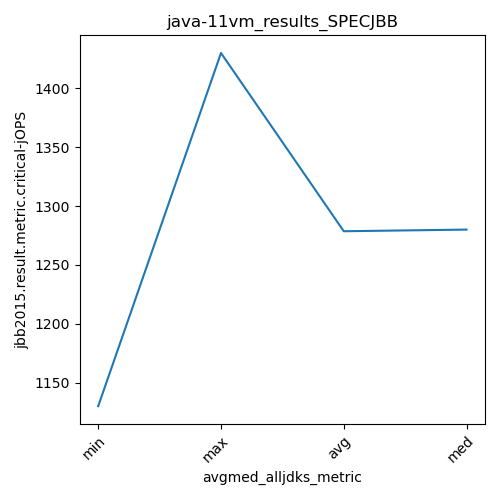 java-11vm_results_SPECJBB
jbb2015.result.metric.critical-jOPS
1400
1350
1300
1250
1200
1150
min
max
avg
med
avgmed_alljdks_metric